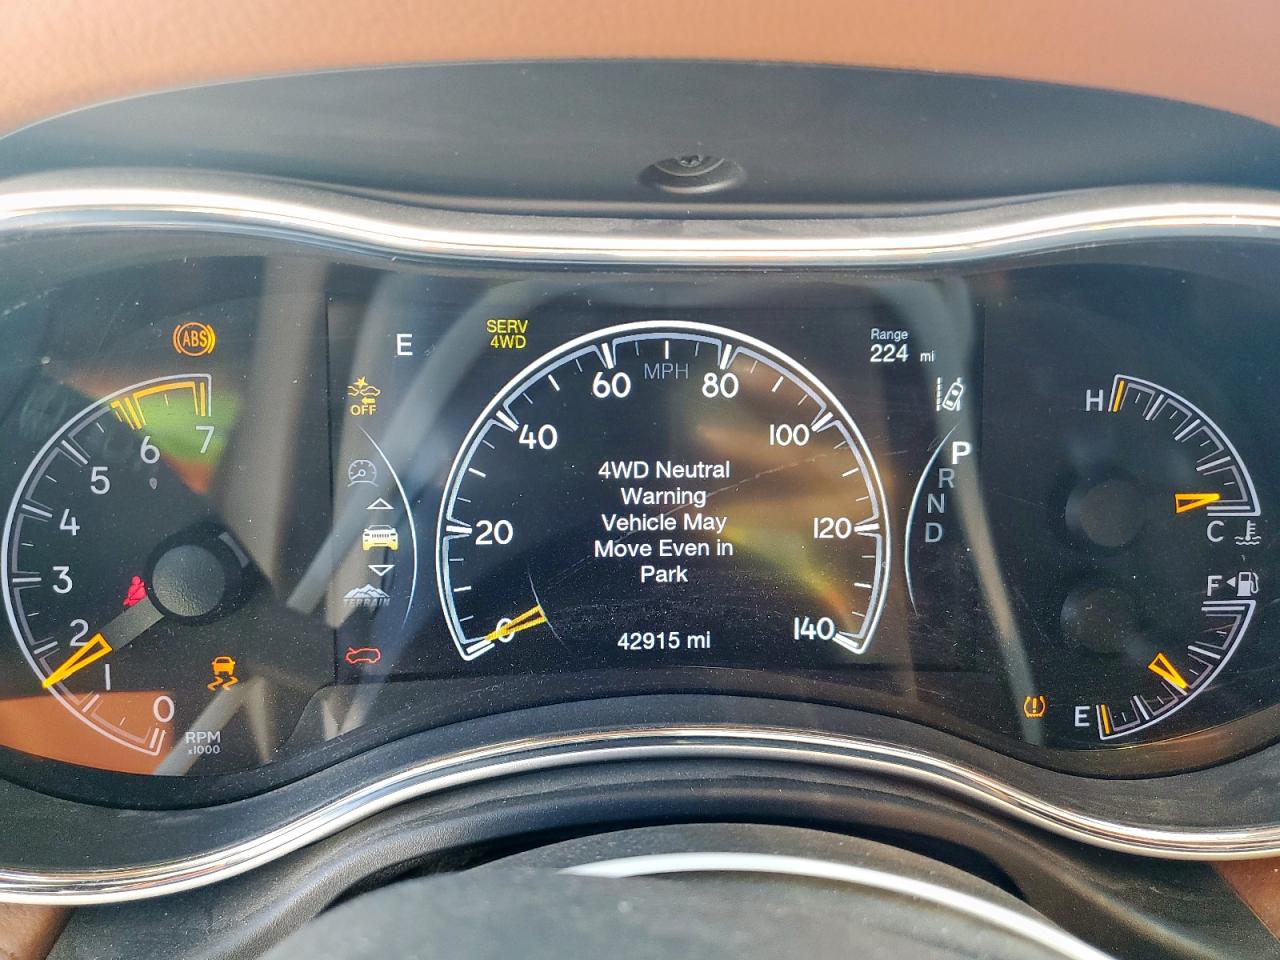 ABS
E
SERV
4WD
Range
224 mi
OFF
7
6
5
4
3
2
1
0
RPM
x1000
TERRAIN
MPH
0
20
40
60
80
100
120
140
4WD Neutral
Warning
Vehicle May
Move Even in
Park
42915 mi
P
R
N
D
H
C
F
E